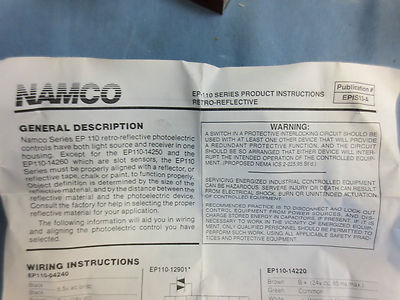 NAMCO
EP-110 SERIES PRODUCT INSTRUCTIONS
RETRO-REFLECTIVE
Publication #
EPIS15-A
GENERAL DESCRIPTION
Namco Series EP 110 retro-reflective photoelectric
controls have both light source and receiver in one
housing. Except for the EP110-14250 and the
EP110-14260 which are slot sensors, the EP110
Series must be properly aligned with a reflector, or
reflective tape, chalk or paint, to function properly.
Object definition is determined by the size of the
reflective material, and by the distance between the
reflective material and the photoelectric device.
Consult the factory for help in selecting the proper
reflective material for your application.
The following information will aid you in wiring
and aligning the photoelectric control you have
selected.
WARNING:
A SWITCH IN A PROTECTIVE INTERLOCKING CIRCUIT SHOULD BE
USED WITH AT LEAST ONE OTHER DEVICE THAT WILL PROVIDE
A REDUNDANT PROTECTIVE FUNCTION, AND THE CIRCUIT
SHOULD BE SO ARRANGED THAT EITHER DEVICE WILL INTER-
RUPT THE INTENDED OPERATION OF THE CONTROLLED EQUIP-
MENT. (PROPOSED NEMA ICS
SERVICING ENERGIZED INDUSTRIAL CONTROLLED EQUIPMENT
CAN BE HAZARDOUS. SERVICE INJURY OR DEATH CAN RESULT
FROM ELECTRICAL SHOCK, BURN OR UNINTENDED ACTUATION
OF CONTROLLED EQUIPMENT.
RECOMMENDED PRACTICE IS TO DISCONNECT AND LOCK OUT
CONTROL EQUIPMENT FROM POWER SOURCES, AND DIS-
CHARGE STORED ENERGY IN CAPACITORS IF PRESENT. IF IT IS
NECESSARY TO WORK IN THE VICINITY OF ENERGIZED EQUIP-
MENT, ONLY QUALIFIED PERSONNEL SHOULD BE PERMITTED TO
PERFORM SUCH WORK, USING ALL APPLICABLE SAFETY PRAC-
TICES AND PROTECTIVE EQUIPMENT.
WIRING INSTRUCTIONS
EP110-04240
EP110-12901*
EP110-14220
Black
Brown
Orange Common